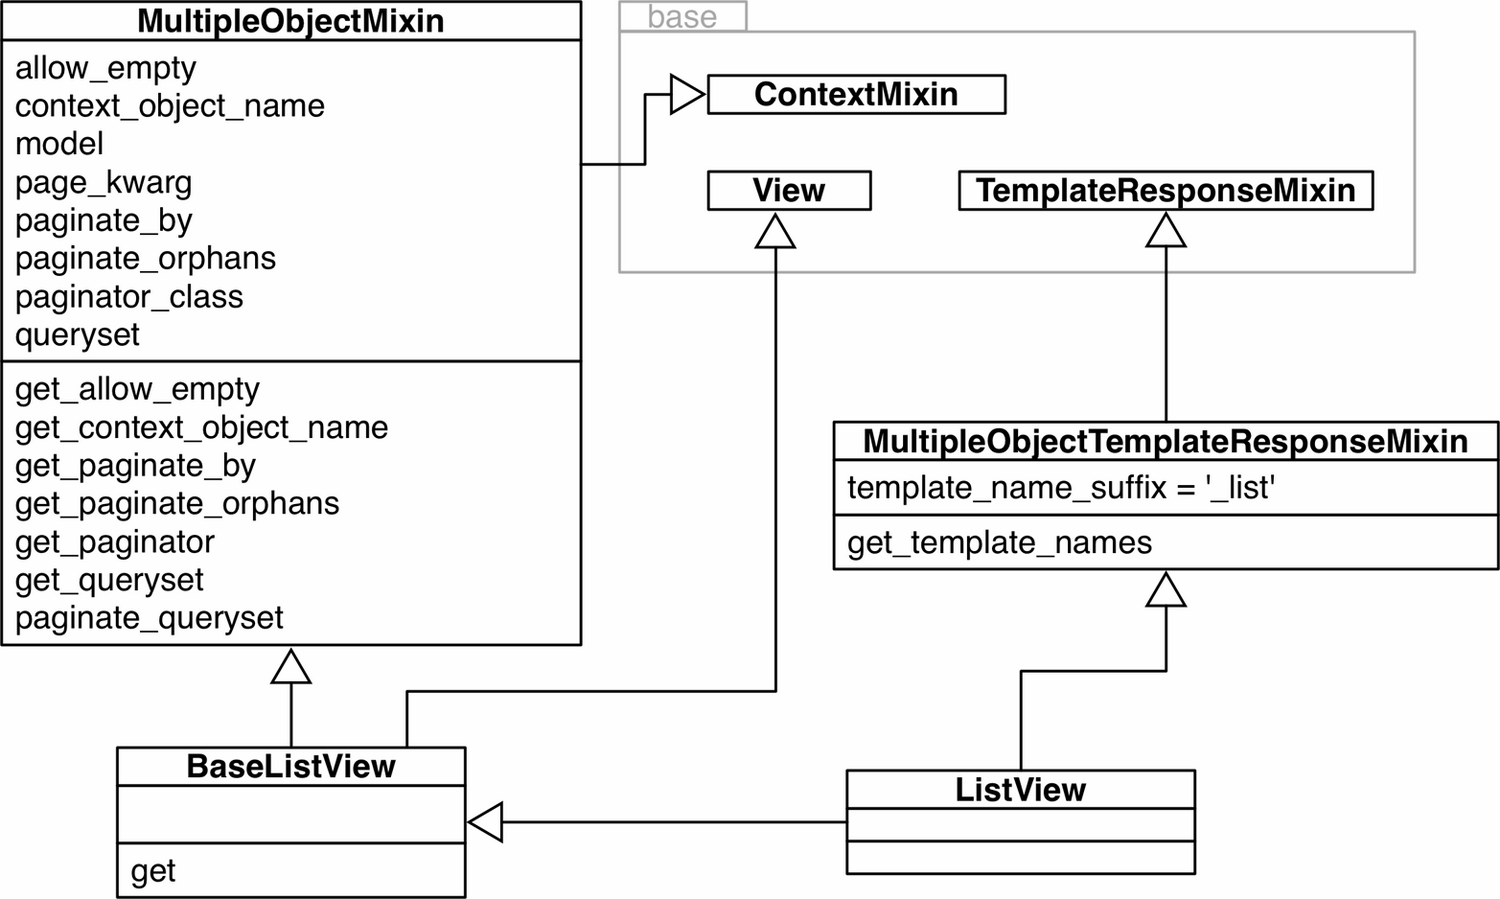 MultipleObjectMixin
allow_empty
context_object_name
model
page_kwarg
paginate_by
paginate_orphans
paginator_class
queryset
get_allow_empty
get_context_object_name
get_paginate_by
get_paginate_orphans
get_paginator
get_queryset
paginate_queryset
base
ContextMixin
View
TemplateResponseMixin
MultipleObjectTemplateResponseMixin
template_name_suffix = '_list'
get_template_names
BaseListView
get
ListView